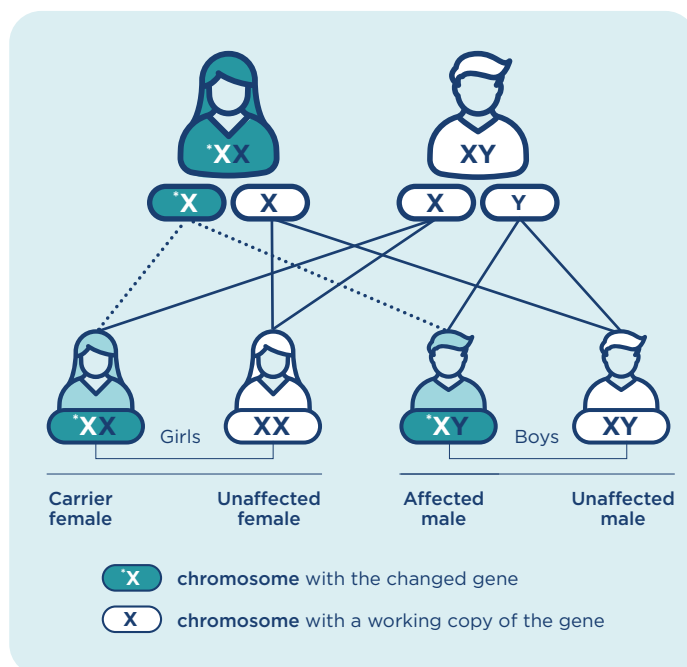 *XX
XY
*X
X
X
Y
*XX
Girls
XX
*XY
Boys
XY
Carrier
female
Unaffected
female
Affected
male
Unaffected
male
*X
chromosome with the changed gene
X
chromosome with a working copy of the gene